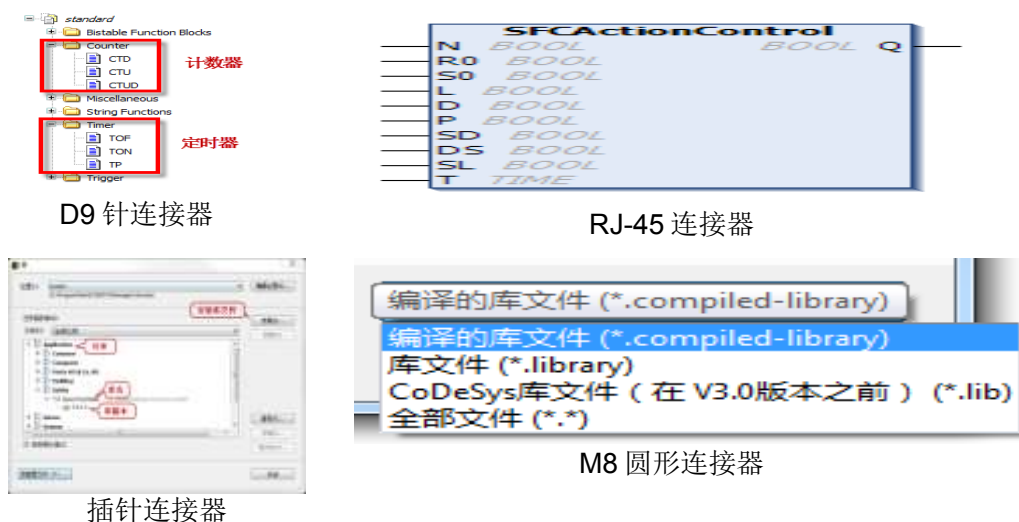 standard
Bistable Function Blocks
Counter
CTD
CTU
CTUD
计数器
Miscellaneous
String Functions
Timer
TOF
TON
TP
定时器
Trigger
D9 针连接器
SFCActionControl
N BOOL BOOL Q
R0 BOOL
S0 BOOL
L BOOL
D BOOL
P BOOL
SD BOOL
DS BOOL
SL BOOL
T TIME
RJ-45 连接器
插针连接器
编译的库文件 (*.compiled-library)
编译的库文件 (*.compiled-library)
库文件 (*.library)
CoDeSys库文件 ( 在 V3.0版本之前 ) (*.lib)
全部文件 (*.*)
M8 圆形连接器